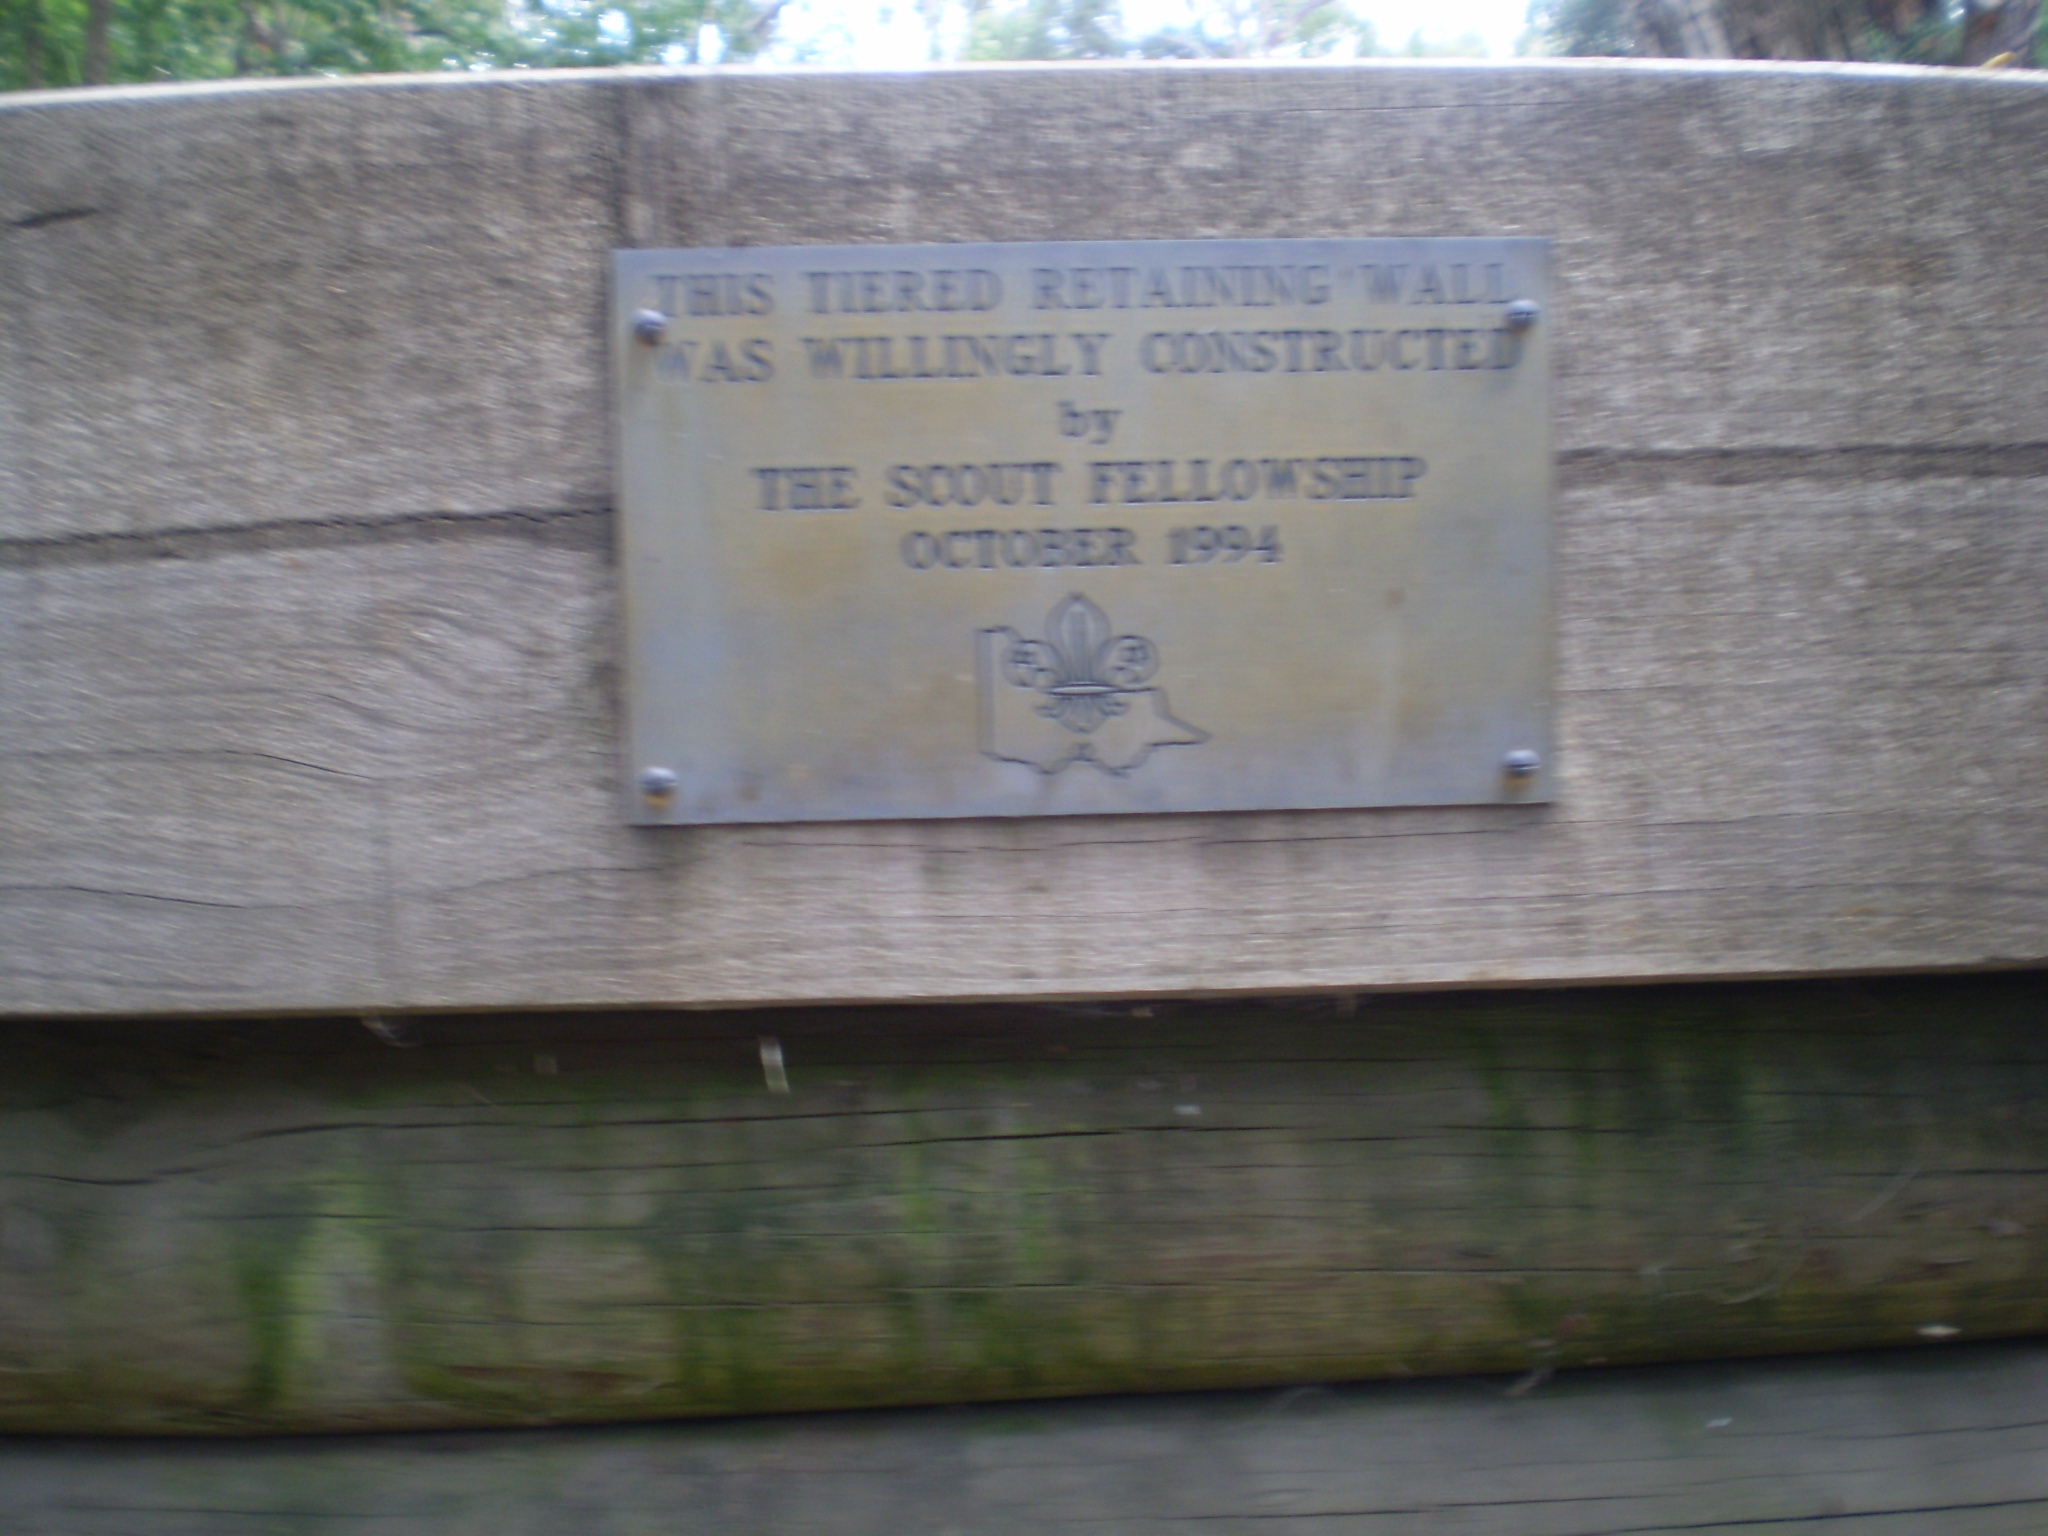 THIS TIERED RETAINING WALL
WAS WILLINGLY CONSTRUCTED
by
THE SCOUT FELLOWSHIP
OCTOBER 1994